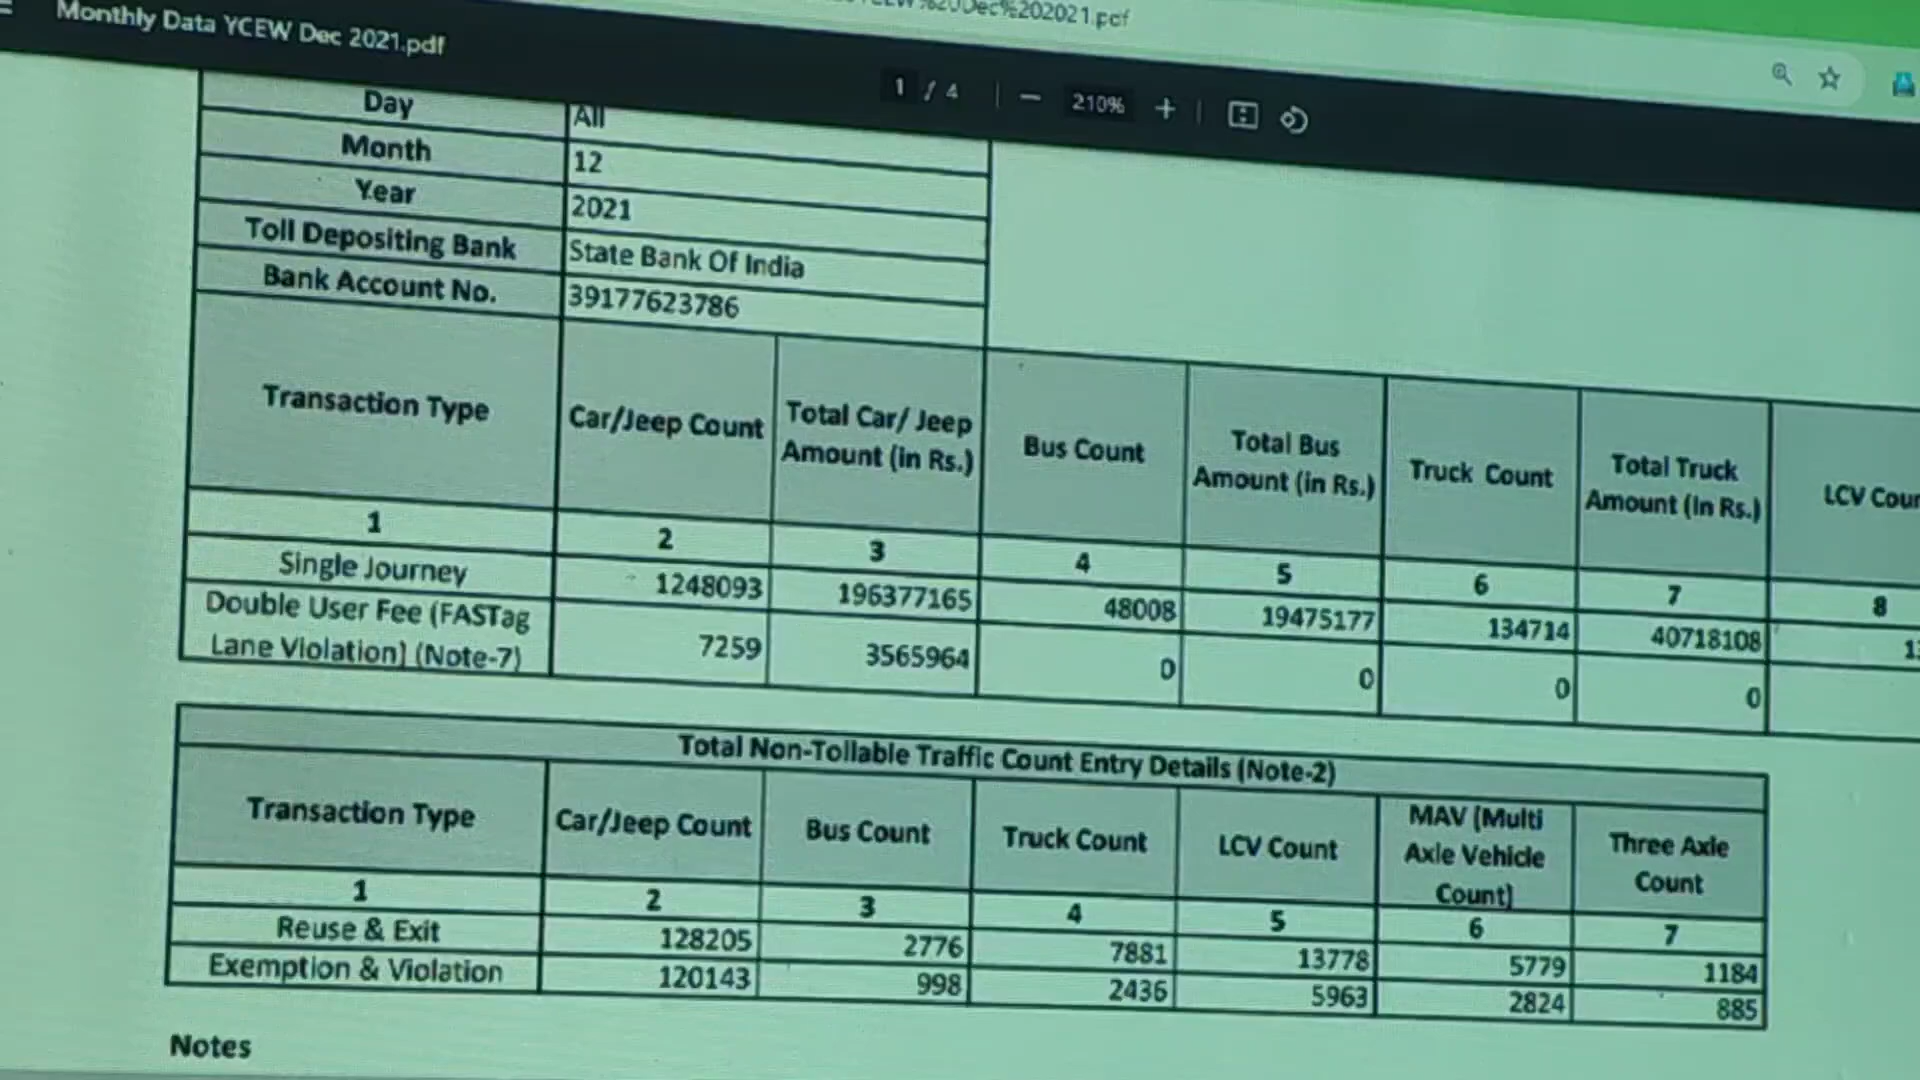 Dec%202021.pdf
Monthly Data YCEW Dec 2021.pdf
1 / 4 210%
Day All
Month 12
Year 2021
Toll Depositing Bank State Bank Of India
Bank Account No. 39177623786
Transaction Type Car/Jeep Count Total Car/ Jeep Amount (in Rs.) Bus Count Total Bus Amount (in Rs.) Truck Count Total Truck Amount (in Rs.) LCV
1 2 3 4 5 6 7 8
Single Journey 1248093 196377165 48008 19475177 134714 40718108
Double User Fee (FASTag
Lane Violation) (Note-7) 7259 3565964 0 0 0 0
Total Non-Tollable Traffic Count Entry Details (Note-2)
Transaction Type Car/Jeep Count Bus Count Truck Count LCV Count MAV (Multi Axle Vehicle Count) Three Axle Count
1 2 3 4 5 6 7
Reuse & Exit 128205 2776 7881 13778 5779 1184
Exemption & Violation 120143 998 2436 5963 2824 885
Notes